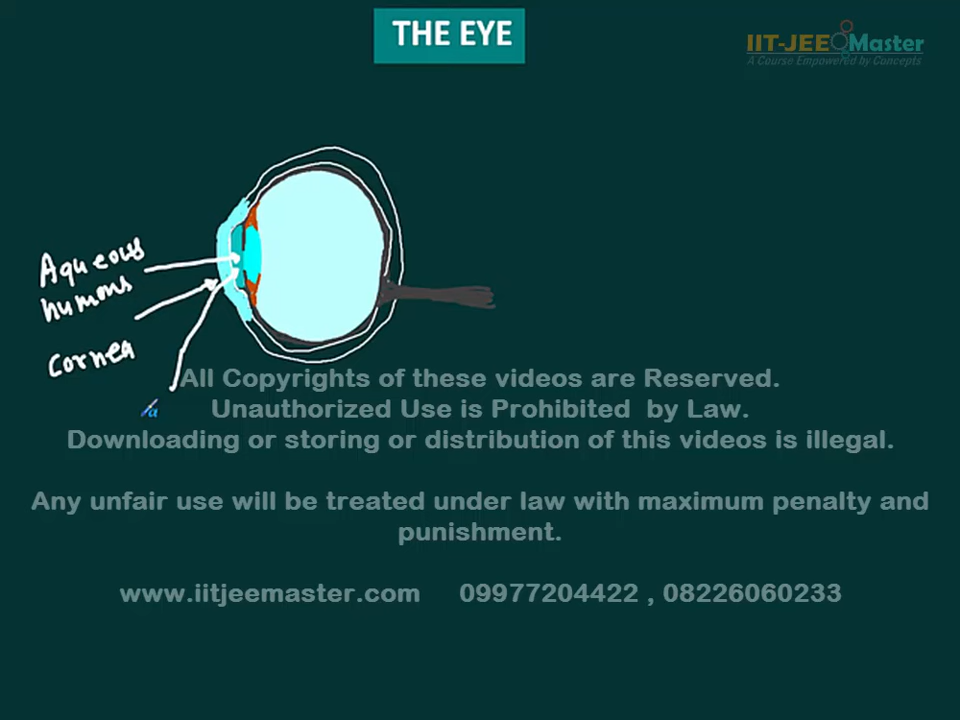 THE EYE
IIT-JEE Master
A Course Empowered by Concepts
Aqueous
humons
cornea
All Copyrights of these videos are Reserved.
Unauthorized Use is Prohibited by Law.
Downloading or storing or distribution of this videos is illegal.
Any unfair use will be treated under law with maximum penalty and
punishment.
www.iitjeemaster.com 09977204422 , 08226060233